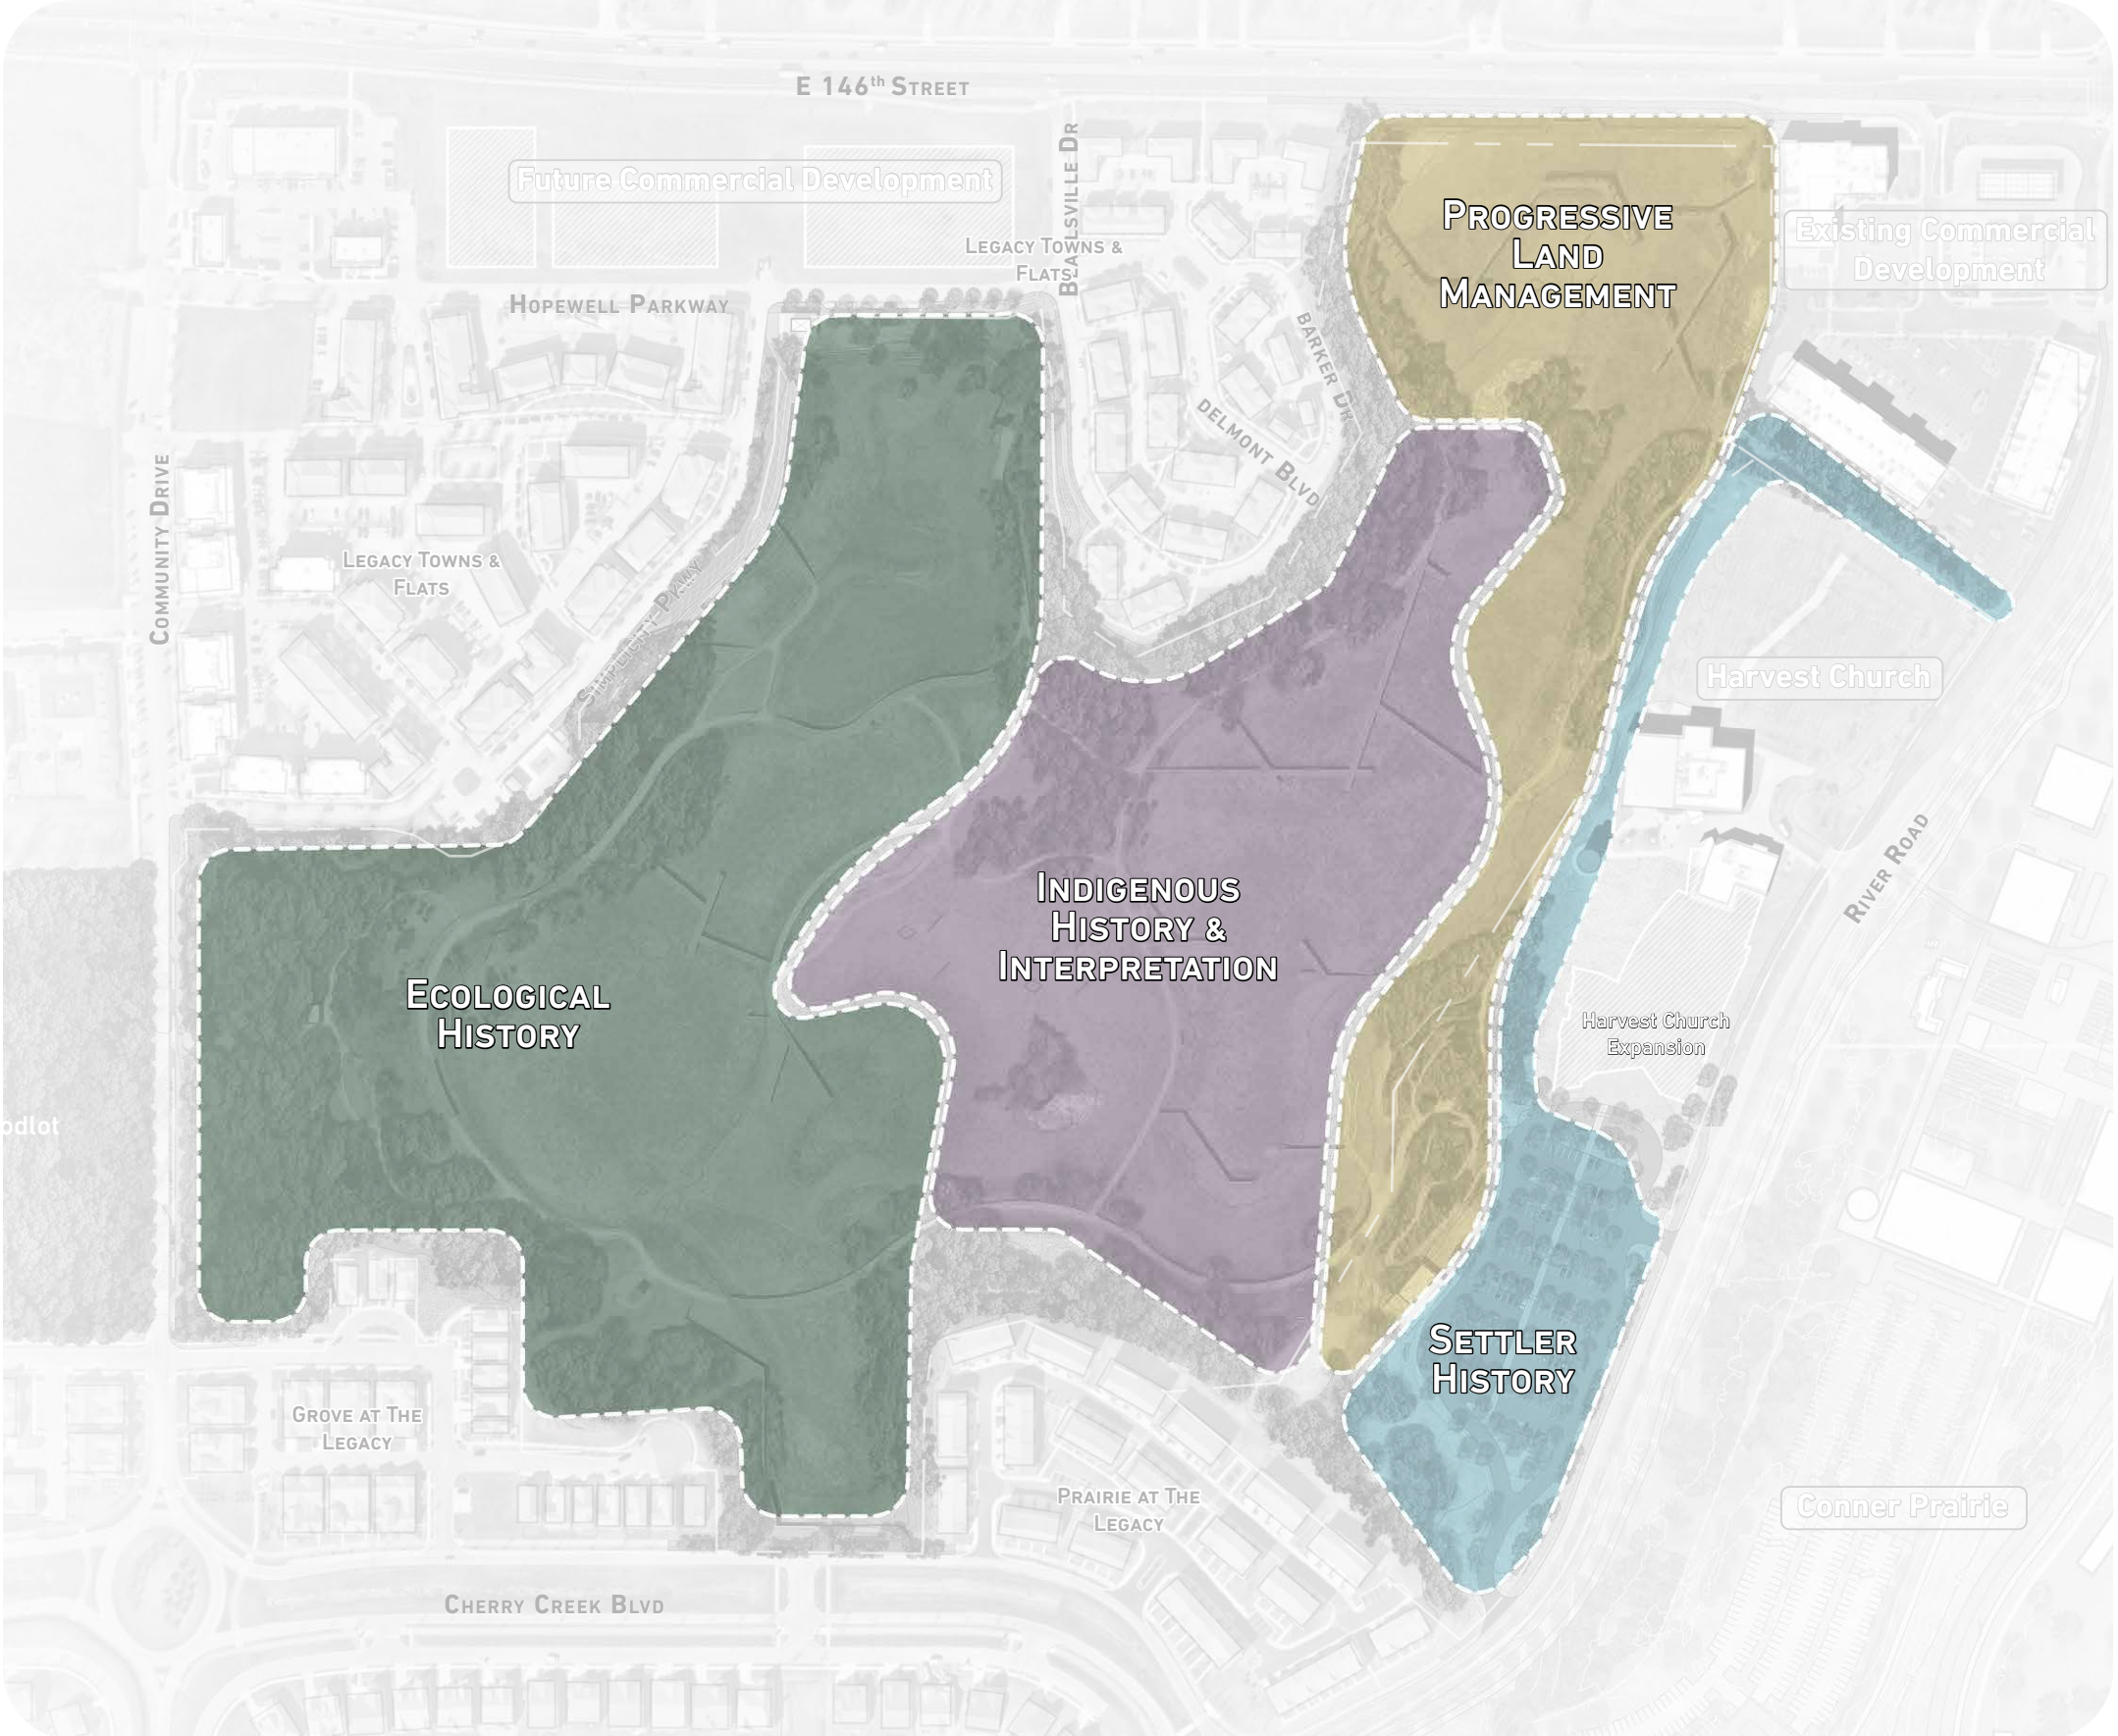 E 146th Street
Future Commercial Development
Blairsville Dr
Legacy Towns &
Flats
Hopewell Parkway
Progressive
Land
Management
Existing Commercial
Development
Barker Dr
Delmont Blvd
Community Drive
Legacy Towns &
Flats
Simplicity Pkwy
Harvest Church
River Road
Indigenous
History &
Interpretation
Ecological
History
Harvest Church
Expansion
Settler
History
Grove at The
Legacy
Prairie at The
Legacy
Conner Prairie
Cherry Creek Blvd